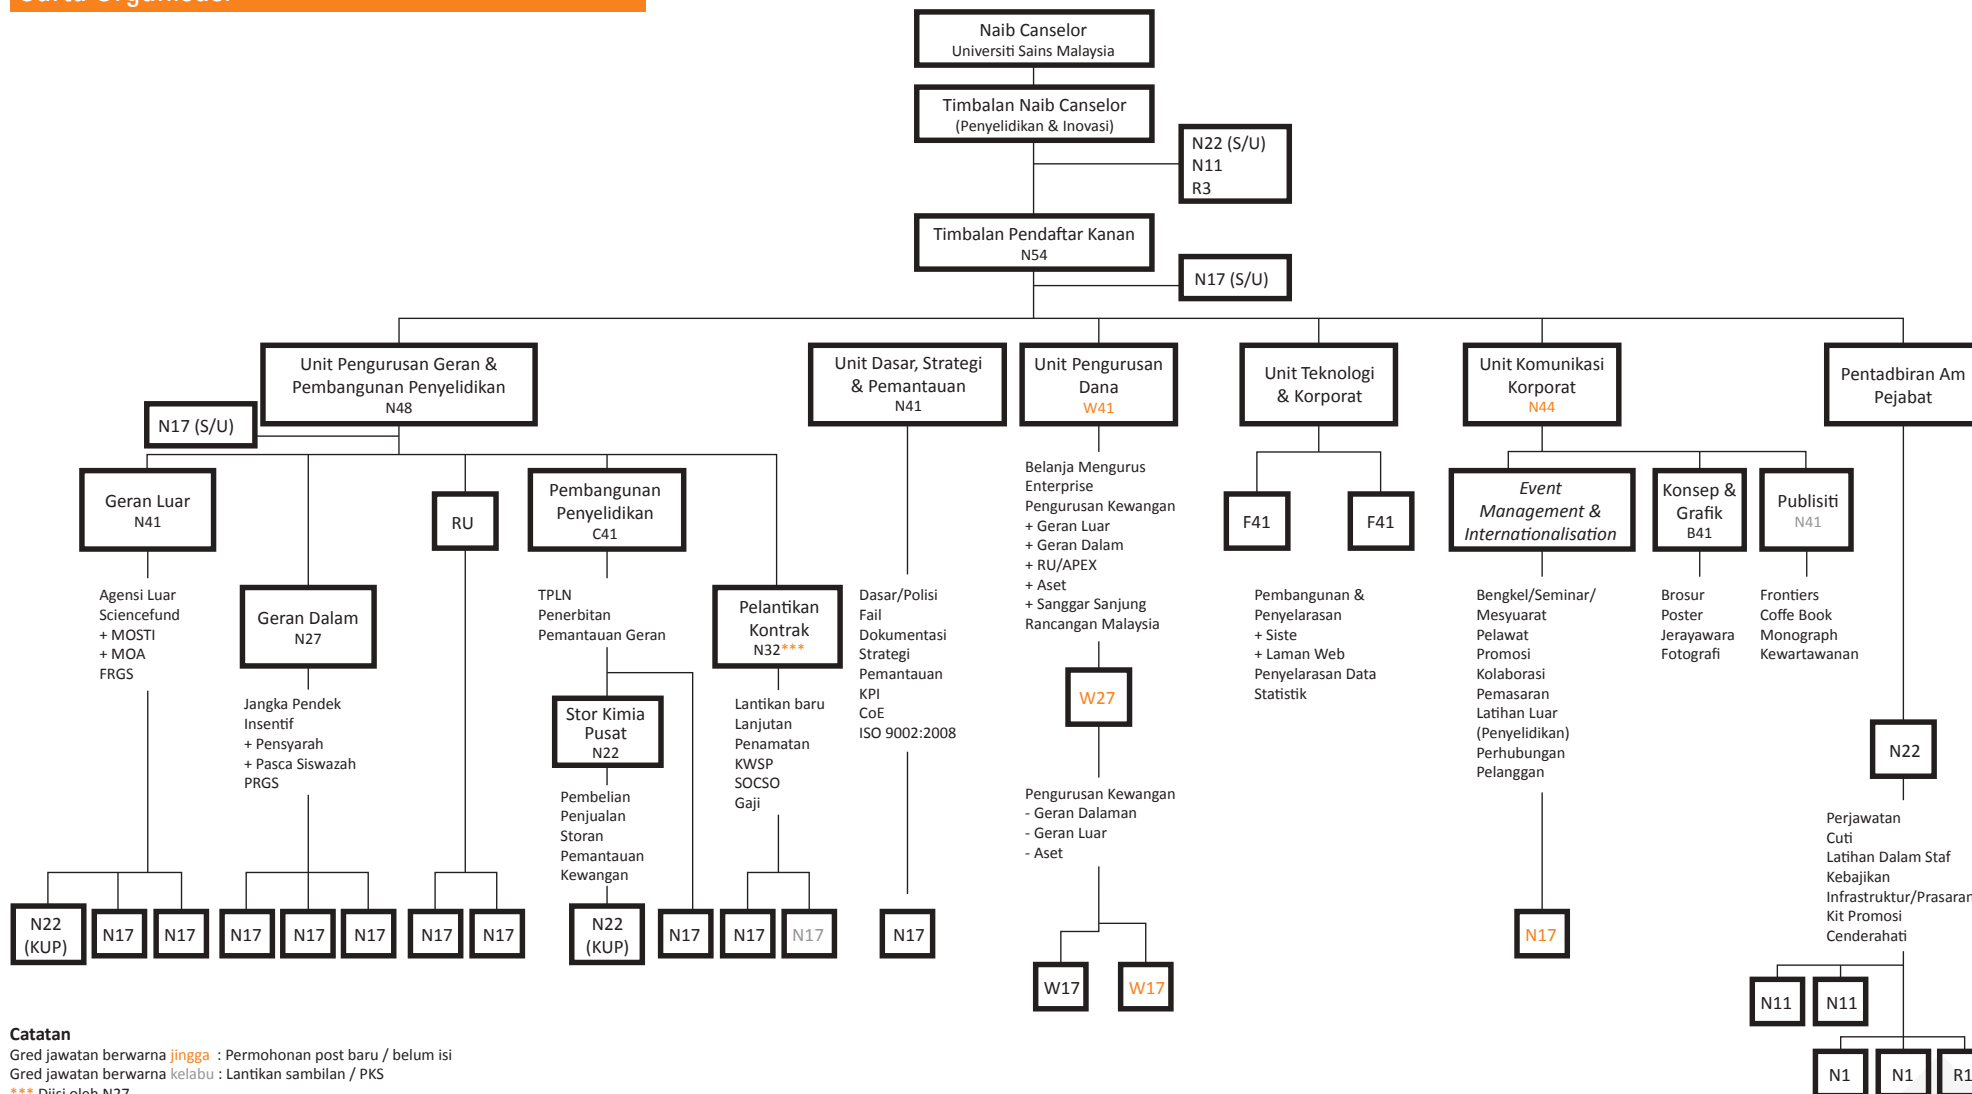 Carta Organisasi
Naib Canselor
Universiti Sains Malaysia
Timbalan Naib Canselor
(Penyelidikan & Inovasi)
N22 (S/U)
N11
R3
Timbalan Pendaftar Kanan
N54
N17 (S/U)
Unit Pengurusan Geran &
Pembangunan Penyelidikan
N48
N17 (S/U)
Geran Luar
N41
Agensi Luar
Sciencefund
+ MOSTI
+ MOA
FRGS
N22
(KUP)
N17
N17
Geran Dalam
N27
Jangka Pendek
Insentif
+ Pensyarah
+ Pasca Siswazah
PRGS
N17
N17
N17
RU
N17
N17
Pembangunan
Penyelidikan
C41
TPLN
Penerbitan
Pemantauan Geran
Stor Kimia
Pusat
N22
Pembelian
Penjualan
Storan
Pemantauan
Kewangan
N22
(KUP)
N17
Pelantikan
Kontrak
N32***
Lantikan baru
Lanjutan
Penamatan
KWSP
SOCSO
Gaji
N17
N17
Unit Dasar, Strategi
& Pemantauan
N41
Dasar/Polisi
Fail
Dokumentasi
Strategi
Pemantauan
KPI
CoE
ISO 9002:2008
N17
Unit Pengurusan
Dana
W41
Belanja Mengurus
Enterprise
Pengurusan Kewangan
+ Geran Luar
+ Geran Dalam
+ RU/APEX
+ Aset
+ Sanggar Sanjung
Rancangan Malaysia
W27
Pengurusan Kewangan
- Geran Dalaman
- Geran Luar
- Aset
W17
W17
Unit Teknologi
& Korporat
F41
F41
Pembangunan &
Penyelarasan
+ Siste
+ Laman Web
Penyelarasan Data
Statistik
Unit Komunikasi
Korporat
N44
Event
Management &
Internationalisation
Bengkel/Seminar/
Mesyuarat
Pelawat
Promosi
Kolaborasi
Pemasaran
Latihan Luar
(Penyelidikan)
Perhubungan
Pelanggan
N17
Konsep &
Grafik
B41
Brosur
Poster
Jerayawara
Fotografi
Publisiti
N41
Frontiers
Coffe Book
Monograph
Kewartawanan
Pentadbiran Am
Pejabat
N22
Perjawatan
Cuti
Latihan Dalam Staf
Kebajikan
Infrastruktur/Prasaran
Kit Promosi
Cenderahati
N11
N11
N1
N1
R1
Catatan
Gred jawatan berwarna jingga : Permohonan post baru / belum isi
Gred jawatan berwarna kelabu : Lantikan sambilan / PKS
*** Diisi oleh N27